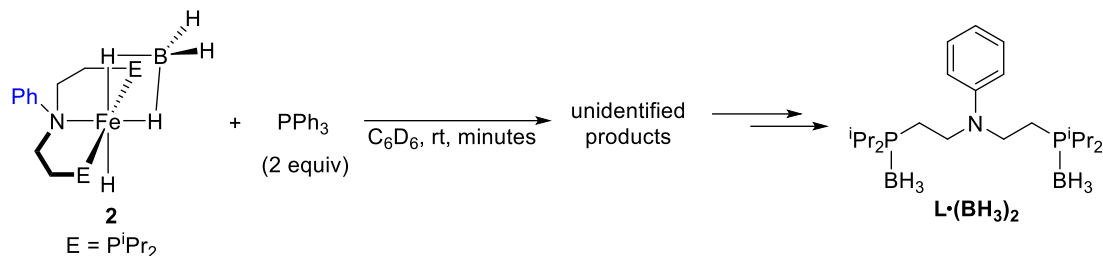 H
B
H
H
E
Ph
N
Fe
H
E
H
2
E = PⁱPr₂
+
PPh₃
(2 equiv)
C₆D₆, rt, minutes
unidentified
products
N
ⁱPr₂P
PⁱPr₂
BH₃
BH₃
L•(BH₃)₂